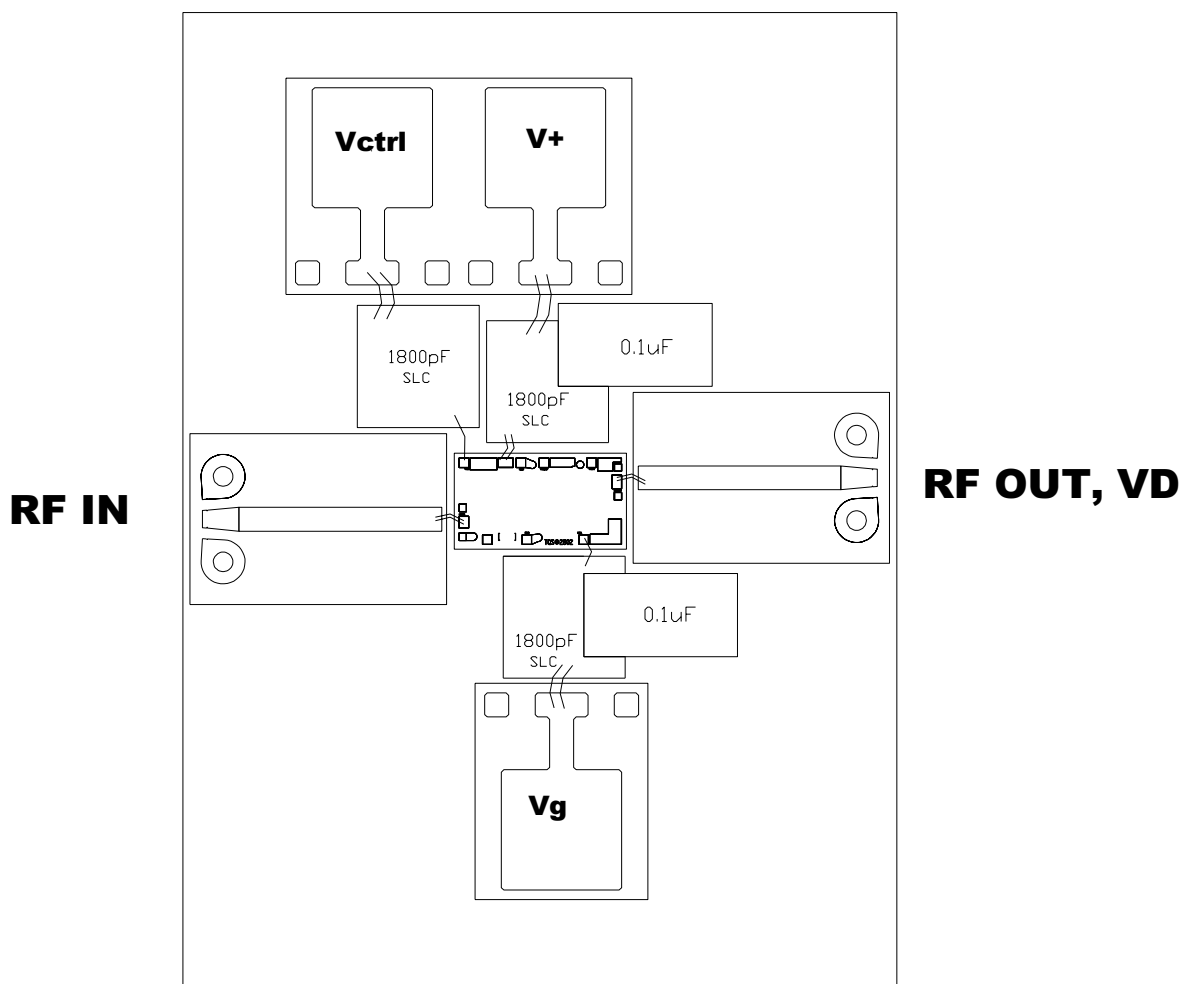 Vctrl
V+
0.1uF
1800pF
SLC
1800pF
SLC
RF IN
RF OUT, VD
0.1uF
1800pF
SLC
Vg